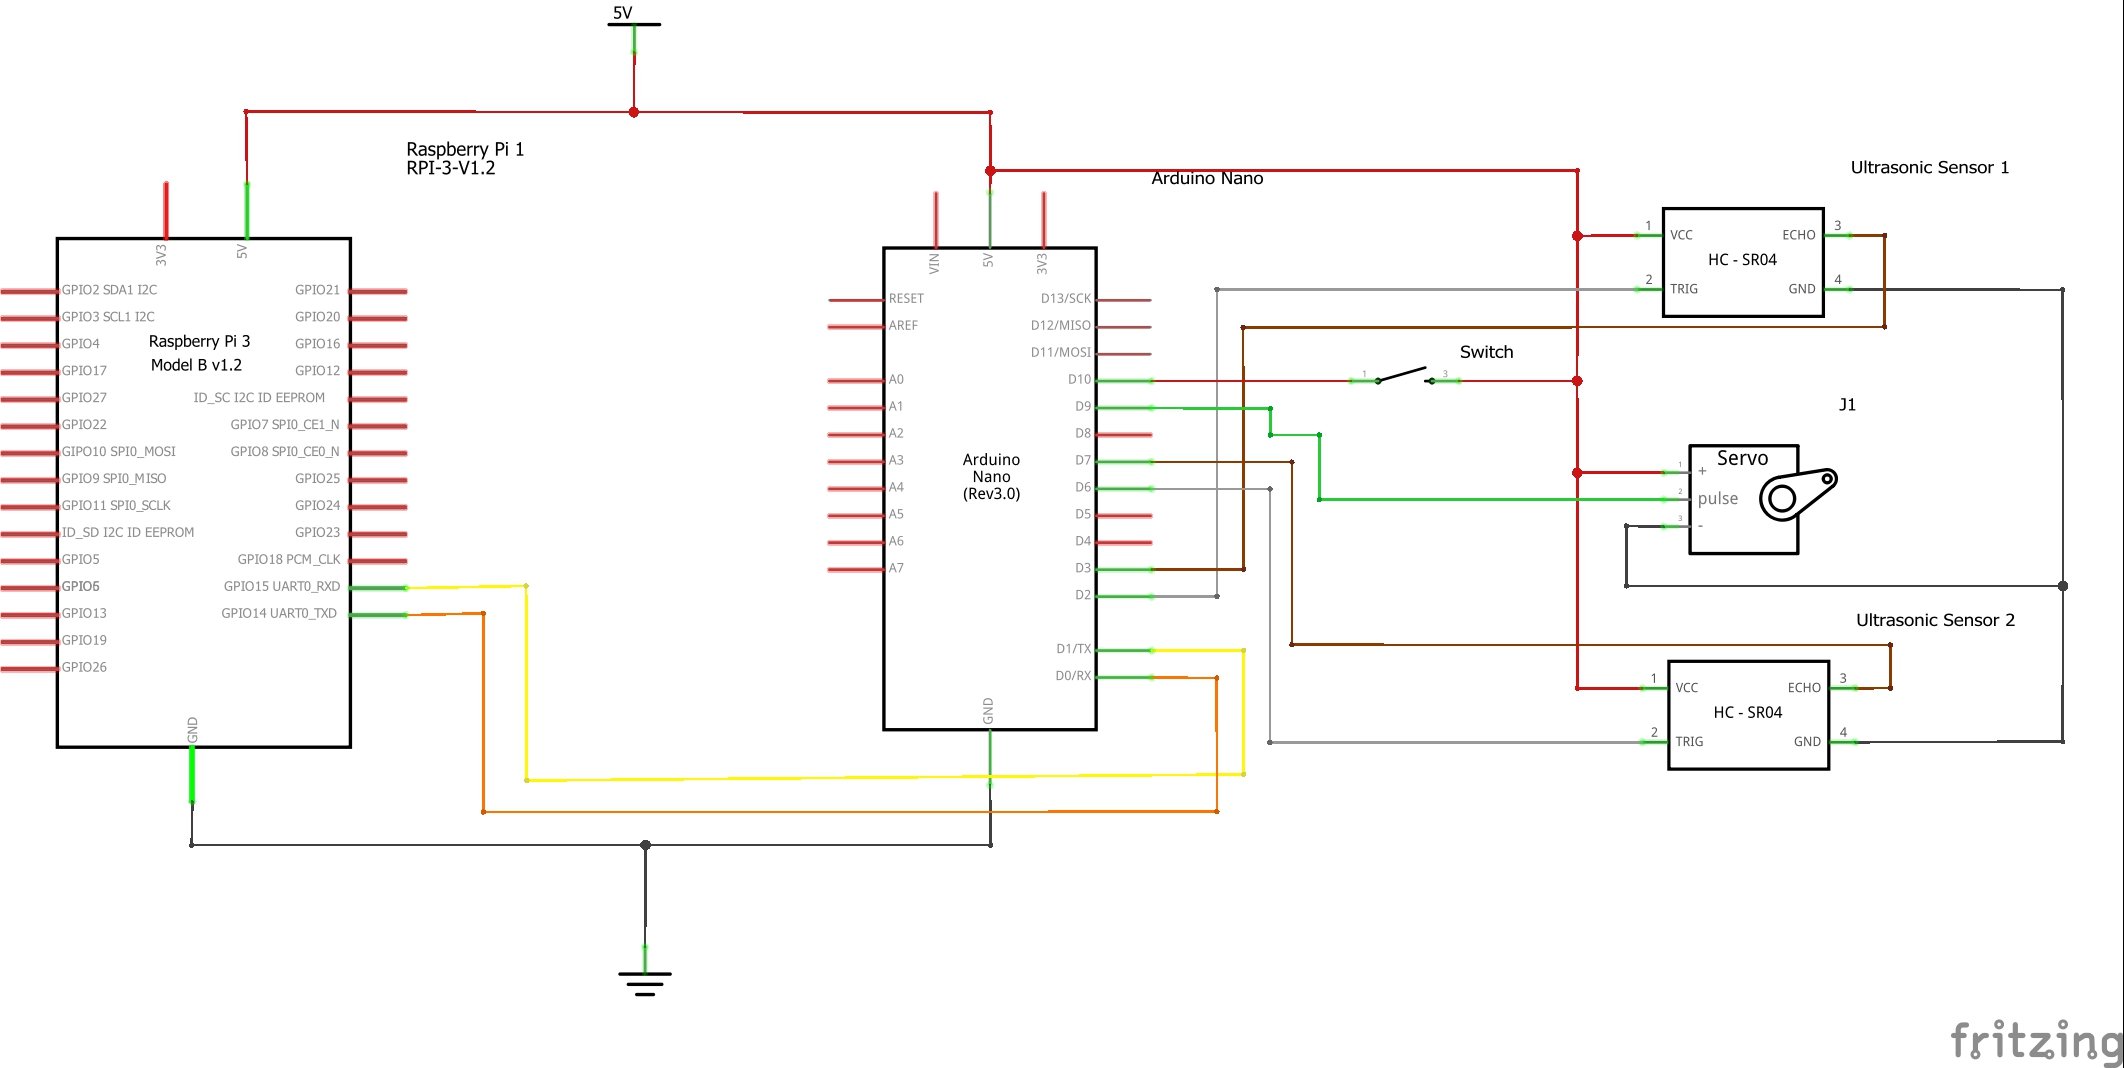 5V
Raspberry Pi 1
RPI-3-V1.2
3V3
5V
GPIO2 SDA1 I2C
GPIO3 SCL1 I2C
GPIO4
GPIO17
GPIO27
GPIO22
GIPO10 SPI0_MOSI
GPIO9 SPI0_MISO
GPIO11 SPI0_SCLK
ID_SD I2C ID EEPROM
GPIO5
GPIO6
GPIO13
GPIO19
GPIO26
Raspberry Pi 3
Model B v1.2
GPIO21
GPIO20
GPIO16
GPIO12
ID_SC I2C ID EEPROM
GPIO7 SPI0_CE1_N
GPIO8 SPI0_CE0_N
GPIO25
GPIO24
GPIO23
GPIO18 PCM_CLK
GPIO15 UART0_RXD
GPIO14 UART0_TXD
GND
Arduino Nano
VIN
5V
3V3
RESET
AREF
A0
A1
A2
A3
A4
A5
A6
A7
Arduino
Nano
(Rev3.0)
D13/SCK
D12/MISO
D11/MOSI
D10
D9
D8
D7
D6
D5
D4
D3
D2
D1/TX
D0/RX
GND
Switch
1
3
Ultrasonic Sensor 1
1
VCC
ECHO
3
HC - SR04
2
TRIG
GND
4
J1
Servo
1
+
2
pulse
3
-
Ultrasonic Sensor 2
1
VCC
ECHO
3
HC - SR04
2
TRIG
GND
4
fritzing